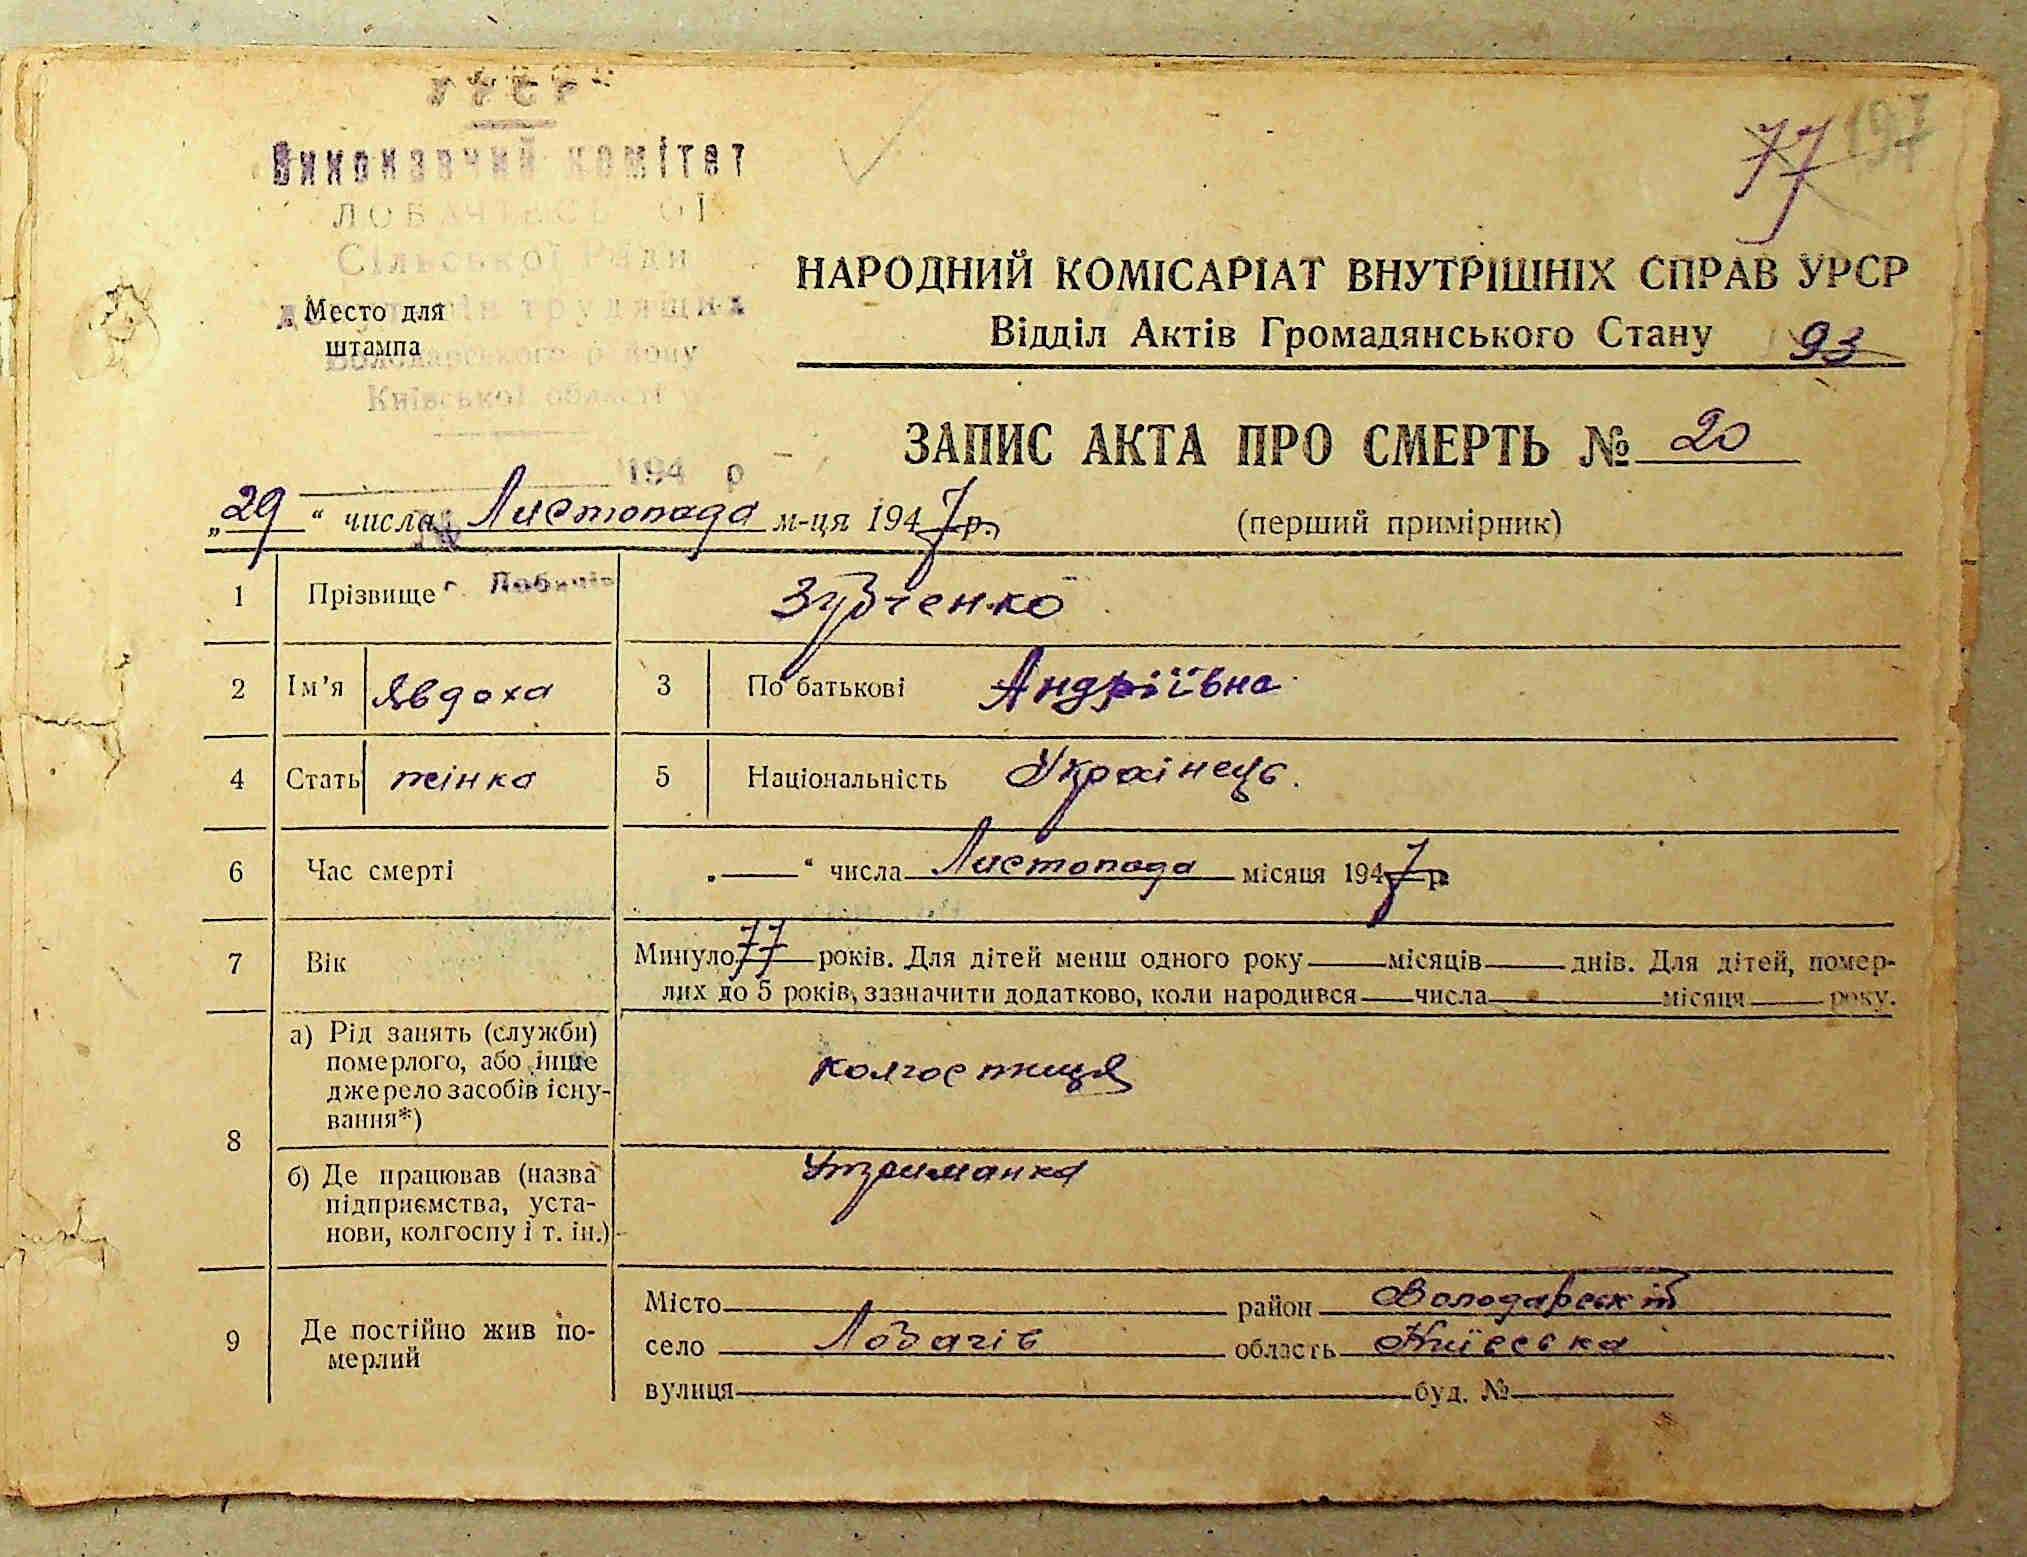 УРСР
Виконавчий комітет
ЛОБАЧІВСЬКОЇ
Сільської Ради
депутатів трудящих
Володарського району
Київської області
Место для
штампа
194 р
77 197
НАРОДНИЙ КОМІСАРІАТ ВНУТРІШНІХ СПРАВ УРСР
Відділ Актів Громадянського Стану 93
ЗАПИС АКТА ПРО СМЕРТЬ № 20
„29“ числа Листопада м-ця 1947 р.
(перший примірник)
с. Лобачів
1 Прізвище Зубченко
2 Ім’я Явдоха 3 По батькові Андріївна
4 Стать жінка 5 Національність Українець.
6 Час смерті „—“ числа Листопада місяця 1947 р.
7 Вік Минуло 77 років. Для дітей менш одного року — місяців — днів. Для дітей, помер-
лих до 5 років, зазначити додатково, коли народився — числа — місяця — року.
8 а) Рід занять (служби)
померлого, або інше
джерело засобів існу-
вання*)
колгоспниця
б) Де працював (назва
підприємства, уста-
нови, колгоспу і т. ін.)
Утриманка
9 Де постійно жив по-
мерлий
Місто — район Володарський
село Лобачів область Київська
вулиця — буд. № —